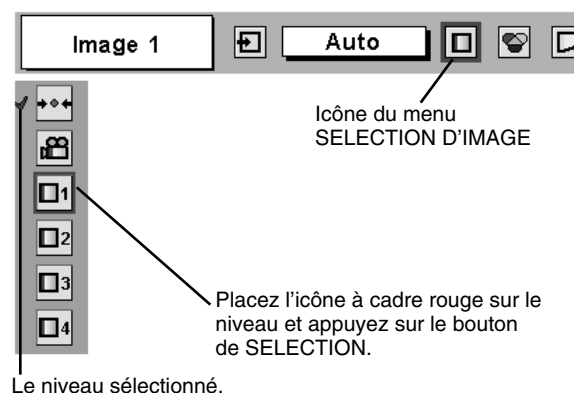 Image 1
Auto
Icône du menu
SELECTION D'IMAGE
1
2
3
4
Placez l'icône à cadre rouge sur le
niveau et appuyez sur le bouton
de SELECTION.
Le niveau sélectionné.